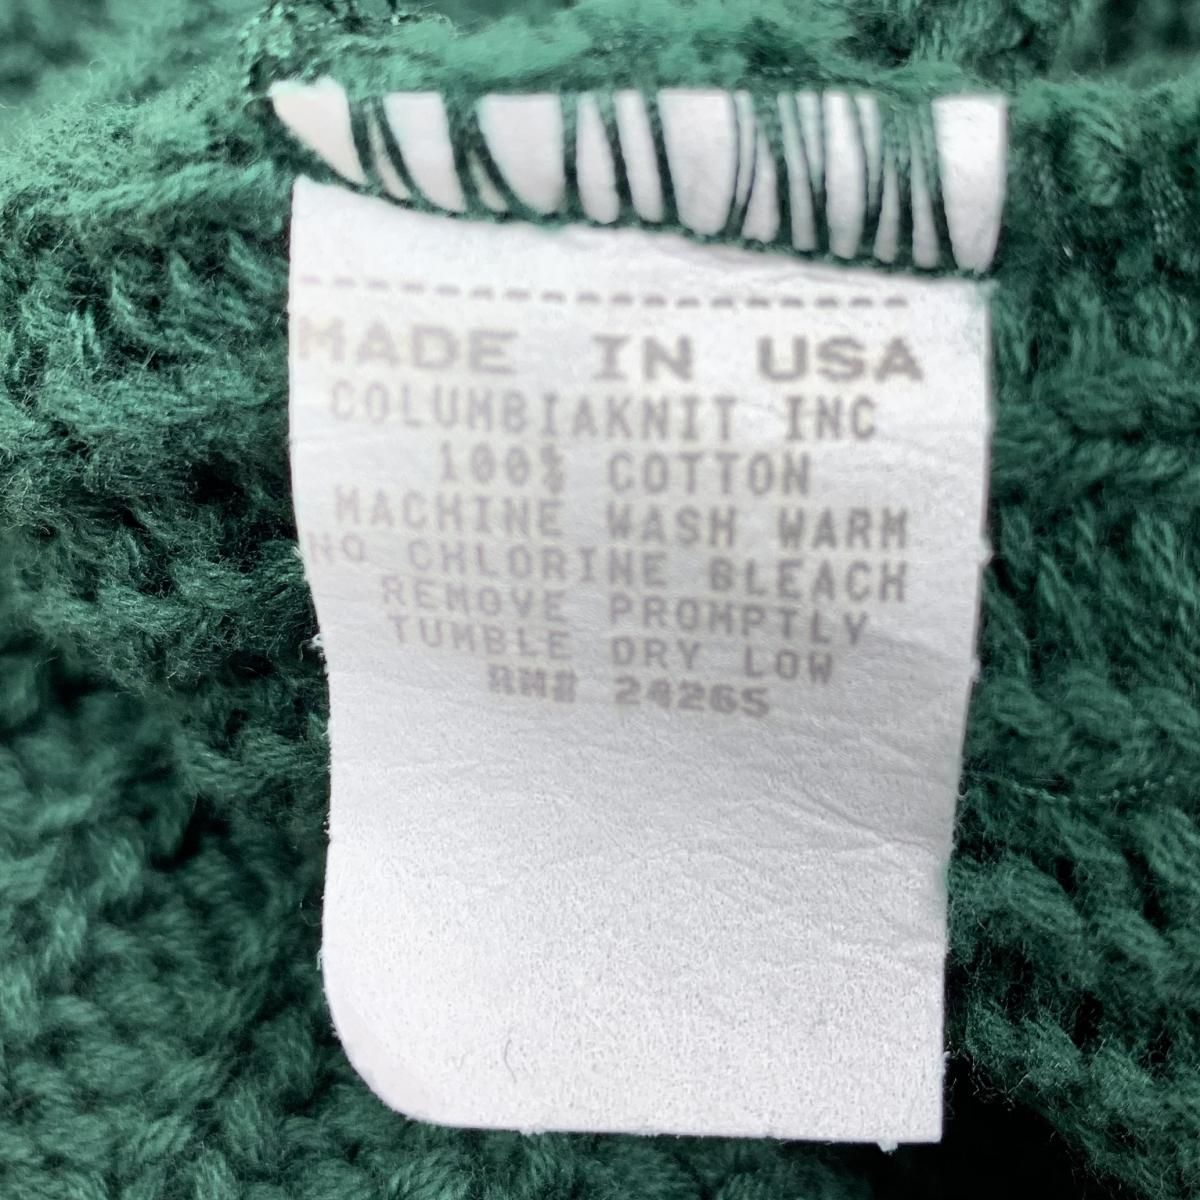 MADE IN USA
COLUMBIAKNIT INC
100% COTTON
MACHINE WASH WARM
NO CHLORINE BLEACH
REMOVE PROMPTLY
TUMBLE DRY LOW
RN# 24265